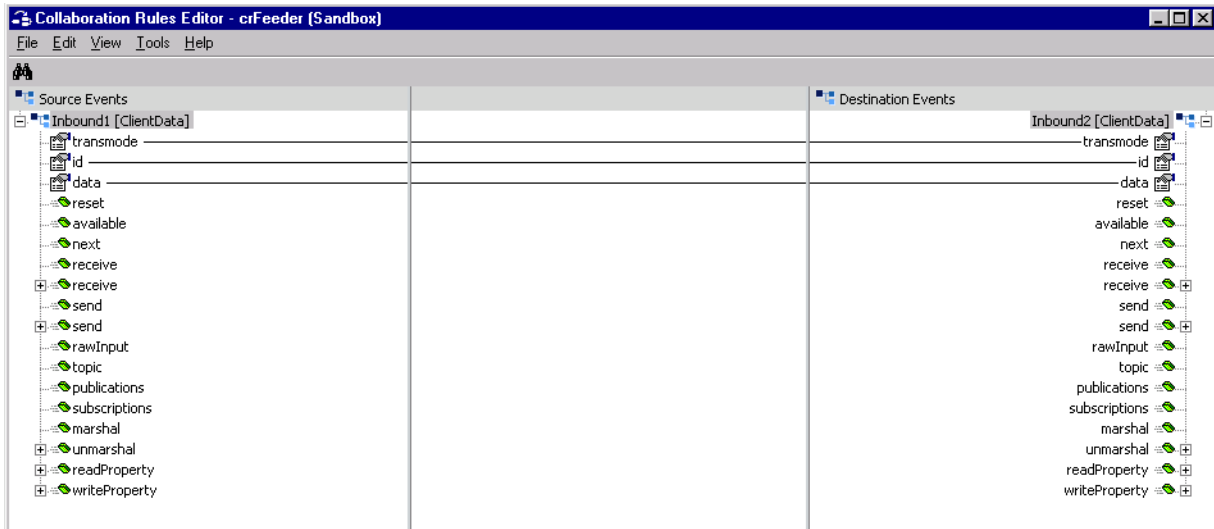 Collaboration Rules Editor - crFeeder (Sandbox)
File Edit View Tools Help
Source Events Destination Events
Inbound1 [ClientData] Inbound2 [ClientData]
transmode transmode
id id
data data
reset reset
available available
next next
receive receive
receive receive
send send
send send
rawInput rawInput
topic topic
publications publications
subscriptions subscriptions
marshal marshal
unmarshal unmarshal
readProperty readProperty
writeProperty writeProperty